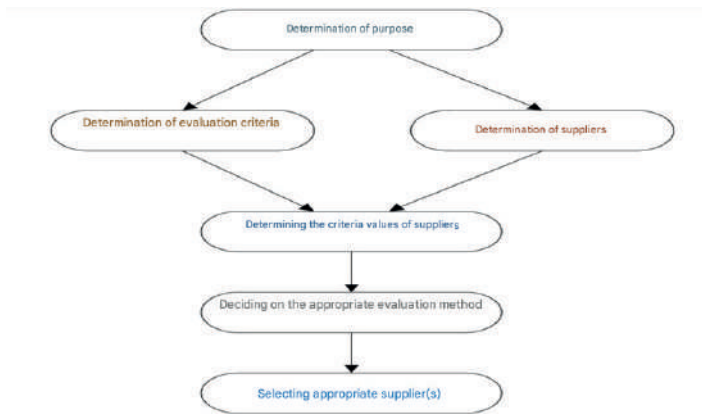 Determination of purpose
Determination of evaluation criteria
Determination of suppliers
Determining the criteria values of suppliers
Deciding on the appropriate evaluation method
Selecting appropriate supplier(s)